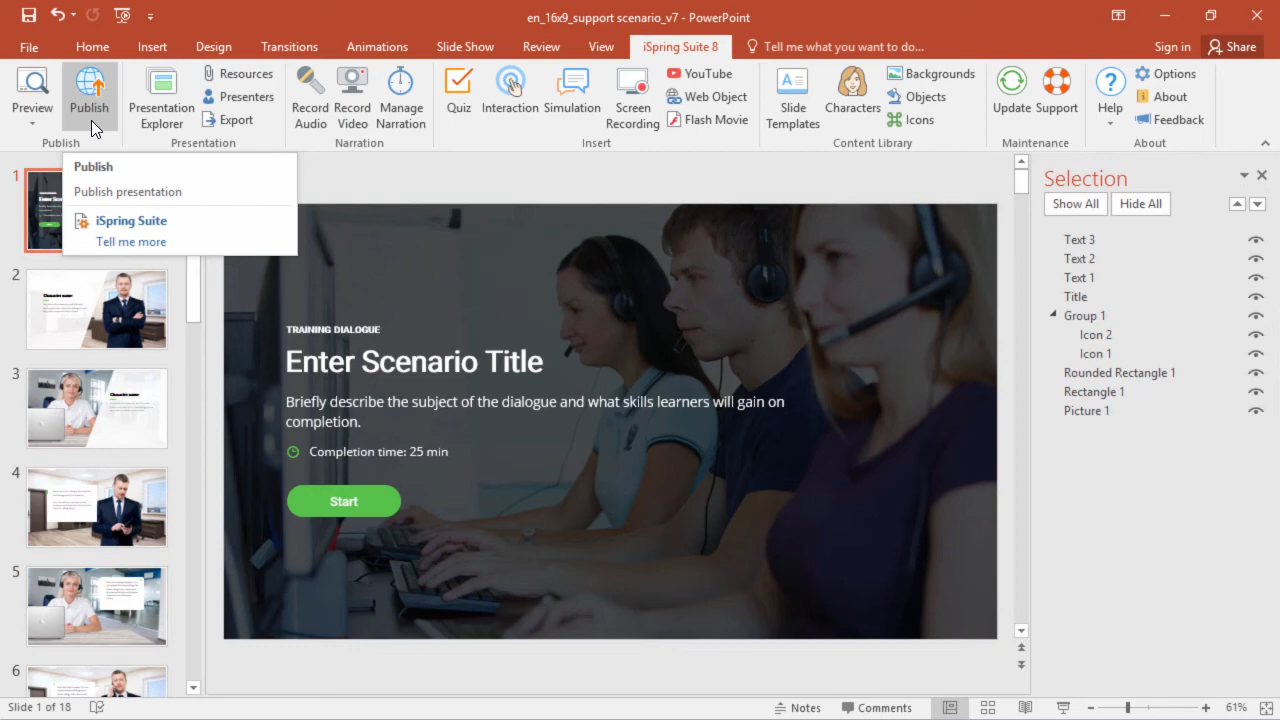 en_16x9_support scenario_v7 - PowerPoint
File Home Insert Design Transitions Animations Slide Show Review View iSpring Suite 8 Tell me what you want to do... Sign in Share
Preview
Publish
Presentation Explorer
Resources
Presenters
Export
Record Audio
Record Video
Manage Narration
Quiz
Interaction
Simulation
Screen Recording
YouTube
Web Object
Flash Movie
Slide Templates
Characters
Backgrounds
Objects
Icons
Update
Support
Help
Options
About
Feedback
Publish Presentation Narration Insert Content Library Maintenance About
Publish
Publish presentation
iSpring Suite
Tell me more
1
2
3
4
5
6
TRAINING DIALOGUE
Enter Scenario Title
Briefly describe the subject of the dialogue and what skills learners will gain on
completion.
Completion time: 25 min
Start
Selection
Show All Hide All
Text 3
Text 2
Text 1
Title
Group 1
Icon 2
Icon 1
Rounded Rectangle 1
Rectangle 1
Picture 1
Slide 1 of 18 Notes Comments 61%